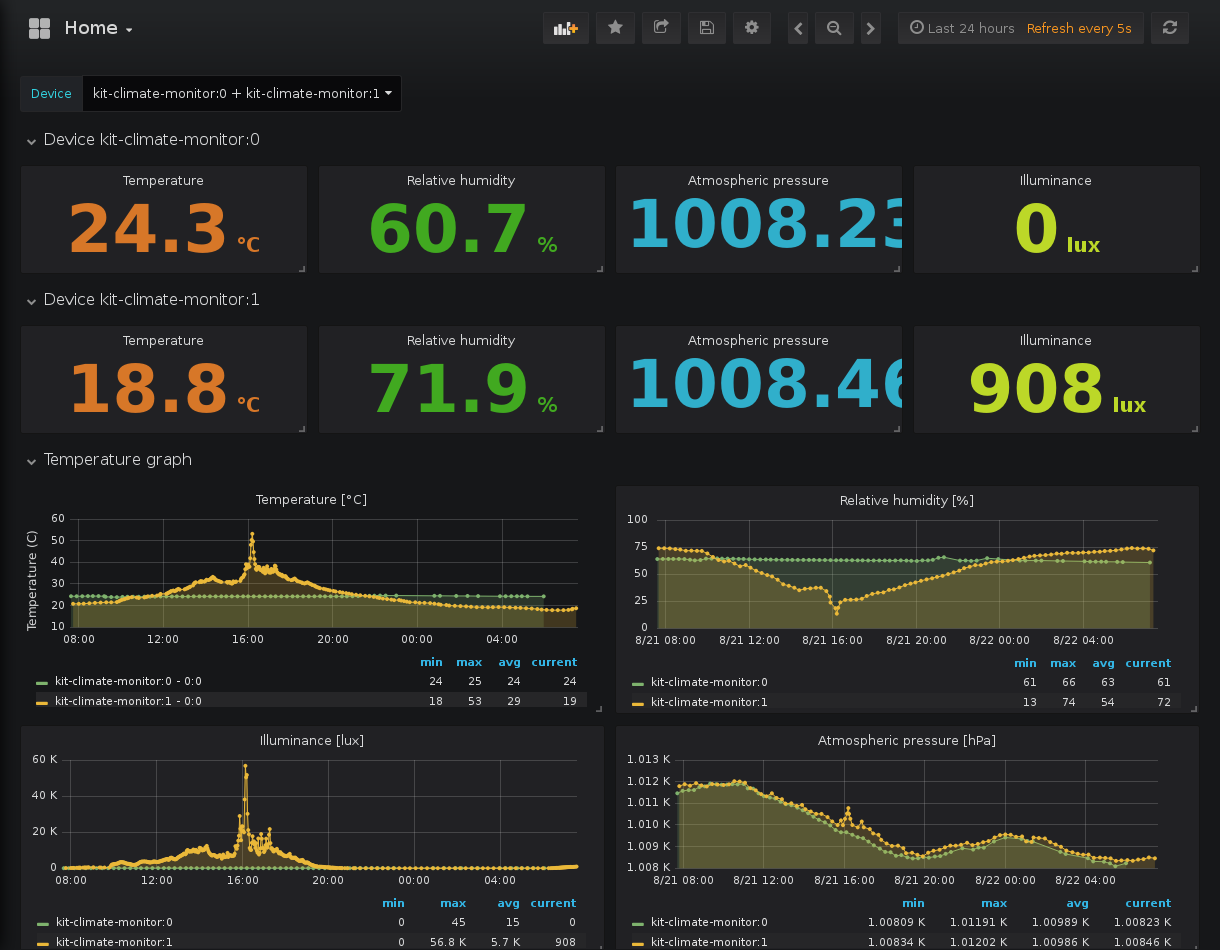 Home
Last 24 hours Refresh every 5s
Device kit-climate-monitor:0 + kit-climate-monitor:1
Device kit-climate-monitor:0
Temperature Relative humidity Atmospheric pressure Illuminance
24.3 °C 60.7 % 1008.23 0 lux
Device kit-climate-monitor:1
Temperature Relative humidity Atmospheric pressure Illuminance
18.8 °C 71.9 % 1008.46 908 lux
Temperature graph
Temperature [°C]
Temperature (C)
60
50
40
30
20
10
08:00 12:00 16:00 20:00 00:00 04:00
min max avg current
kit-climate-monitor:0 - 0:0 24 25 24 24
kit-climate-monitor:1 - 0:0 18 53 29 19
Relative humidity [%]
100
75
50
25
0
8/21 08:00 8/21 12:00 8/21 16:00 8/21 20:00 8/22 00:00 8/22 04:00
min max avg current
kit-climate-monitor:0 61 66 63 61
kit-climate-monitor:1 13 74 54 72
Illuminance [lux]
60 K
40 K
20 K
0
08:00 12:00 16:00 20:00 00:00 04:00
min max avg current
kit-climate-monitor:0 0 45 15 0
kit-climate-monitor:1 0 56.8 K 5.7 K 908
Atmospheric pressure [hPa]
1.013 K
1.012 K
1.011 K
1.010 K
1.009 K
1.008 K
8/21 08:00 8/21 12:00 8/21 16:00 8/21 20:00 8/22 00:00 8/22 04:00
min max avg current
kit-climate-monitor:0 1.00809 K 1.01191 K 1.00989 K 1.00823 K
kit-climate-monitor:1 1.00834 K 1.01202 K 1.00986 K 1.00846 K